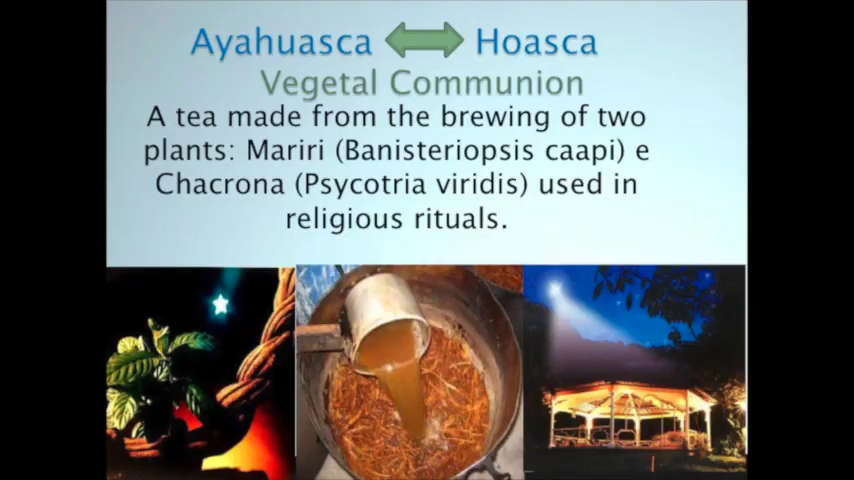 Ayahuasca Hoasca
Vegetal Communion
A tea made from the brewing of two
plants: Mariri (Banisteriopsis caapi) e
Chacrona (Psycotria viridis) used in
religious rituals.